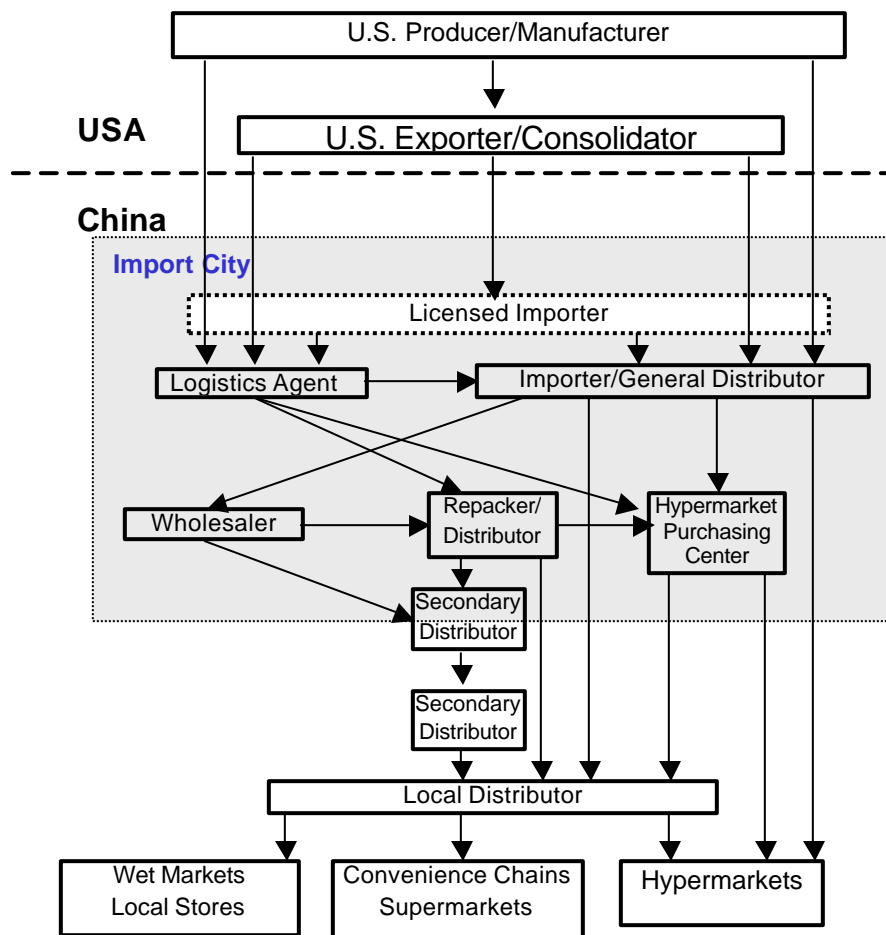 U.S. Producer/Manufacturer
USA
U.S. Exporter/Consolidator
China
Import City
Licensed Importer
Logistics Agent
Importer/General Distributor
Wholesaler
Repacker/
Distributor
Hypermarket
Purchasing
Center
Secondary
Distributor
Secondary
Distributor
Local Distributor
Wet Markets
Local Stores
Convenience Chains
Supermarkets
Hypermarkets